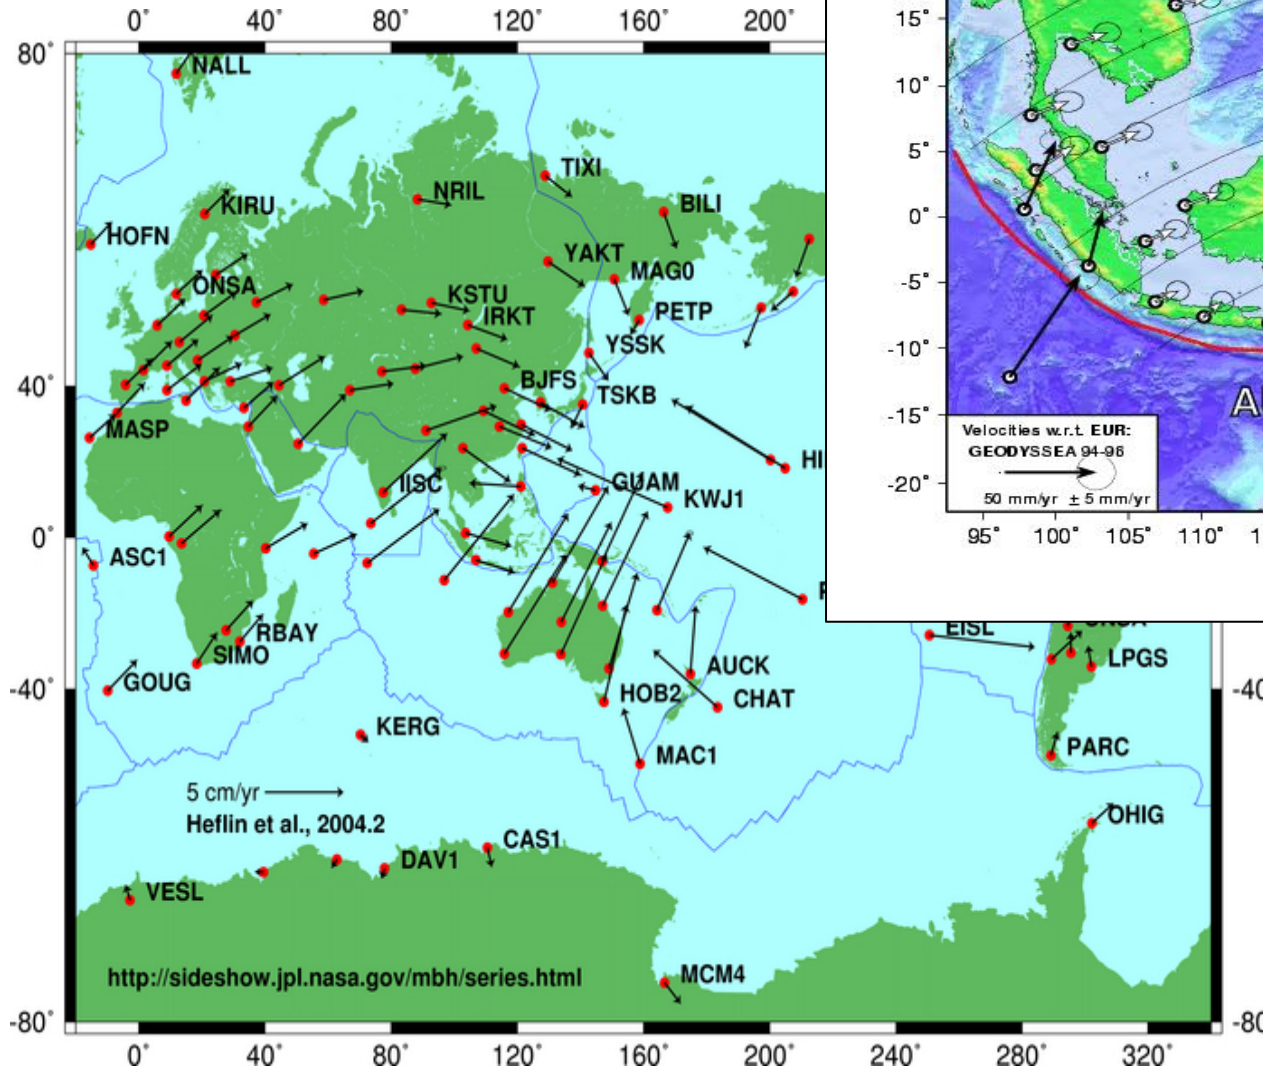 0° 40° 80° 120° 160° 200°
80°
NALL
TIXI
NRIL
BILI
KIRU
HOFN
YAKT
MAG0
ONSA
KSTU
PETP
IRKT
YSSK
BJFS
TSKB
MASP
HI
IISC
GUAM
KWJ1
40°
0°
ASC1
RBAY
SIMO
EISL
LPGS
GOUG
AUCK
-40°
HOB2
CHAT
-40
KERG
MAC1
PARC
5 cm/yr
Heflin et al., 2004.2
OHIG
CAS1
DAV1
VESL
http://sideshow.jpl.nasa.gov/mbh/series.html
MCM4
-80°
-80
0° 40° 80° 120° 160° 200° 240° 280° 320°
15°
10°
5°
0°
-5°
-10°
-15°
-20°
A
Velocities w.r.t. EUR:
GEODYSSEA 94-96
50 mm/yr ± 5 mm/yr
95° 100° 105° 110° 1